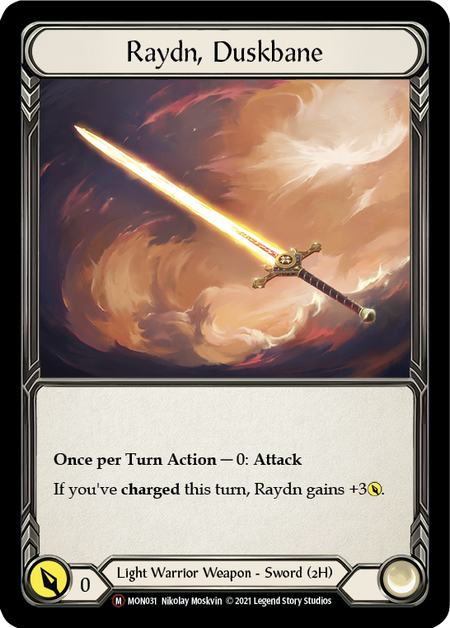 Raydn, Duskbane
Once per Turn Action — 0: Attack
If you've charged this turn, Raydn gains +3.
0
Light Warrior Weapon - Sword (2H)
M MON031 Nikolay Moskvin © 2021 Legend Story Studios